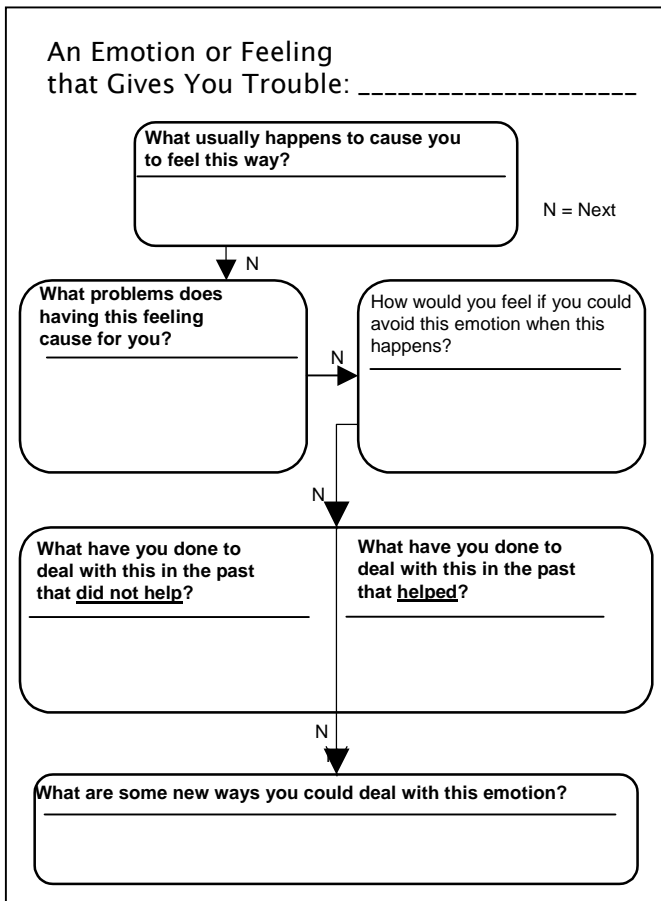 An Emotion or Feeling
that Gives You Trouble: _____________________
What usually happens to cause you
to feel this way?
N = Next
N
What problems does
having this feeling
cause for you?
N
How would you feel if you could
avoid this emotion when this
happens?
N
What have you done to
deal with this in the past
that did not help?
What have you done to
deal with this in the past
that helped?
N
What are some new ways you could deal with this emotion?